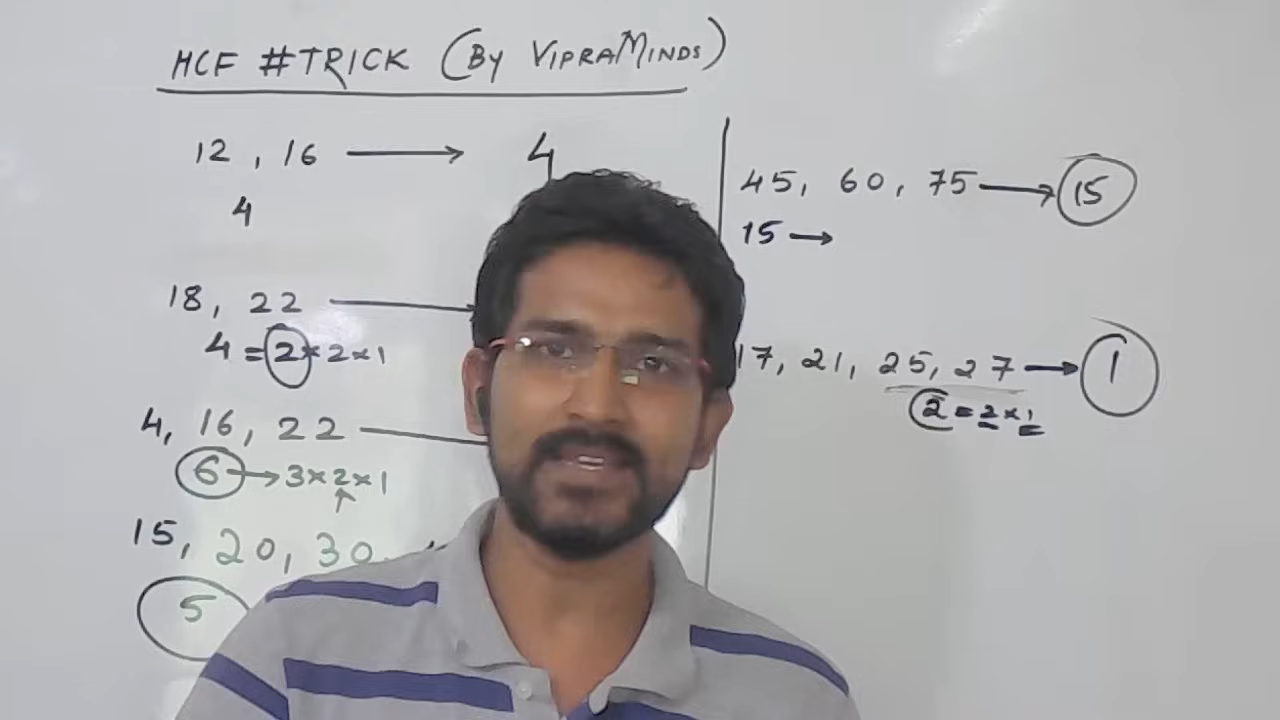 HCF #TRICK (BY VIPRAMINDS)
12, 16 → 4
4
18, 22 →
4 = 2 × 2 × 1
4, 16, 22
6 → 3 × 2 × 1
15, 20, 30
5
45, 60, 75 → 15
15 →
17, 21, 25, 27 → 1
2 = 2 × 1